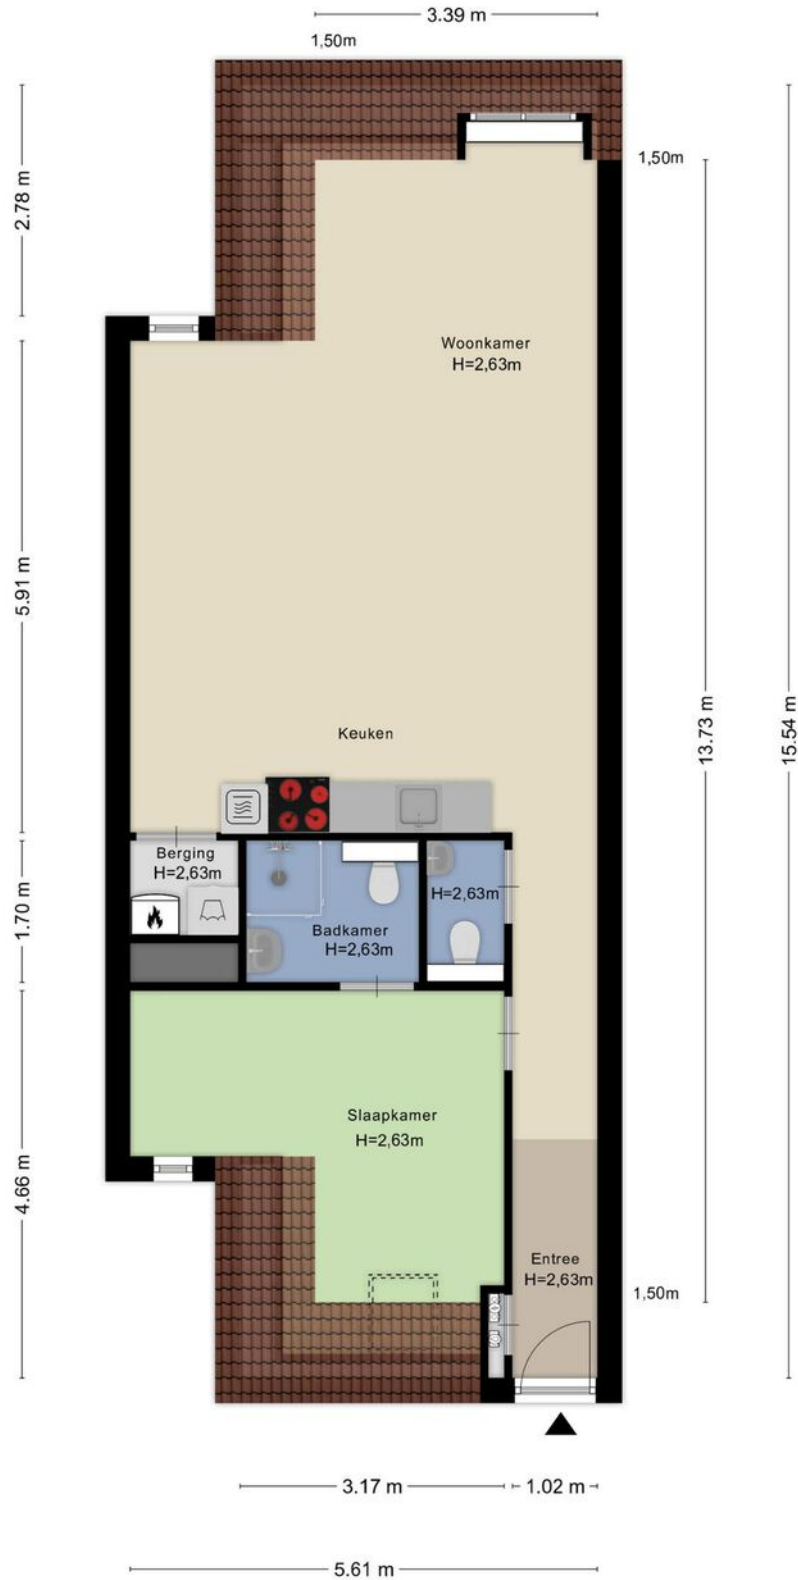 3.39 m
1,50m
1,50m
2.78 m
Woonkamer
H=2,63m
5.91 m
13.73 m
15.54 m
Keuken
Berging
H=2,63m
1.70 m
H=2,63m
Badkamer
H=2,63m
Slaapkamer
H=2,63m
4.66 m
Entree
H=2,63m
1,50m
3.17 m
1.02 m
5.61 m